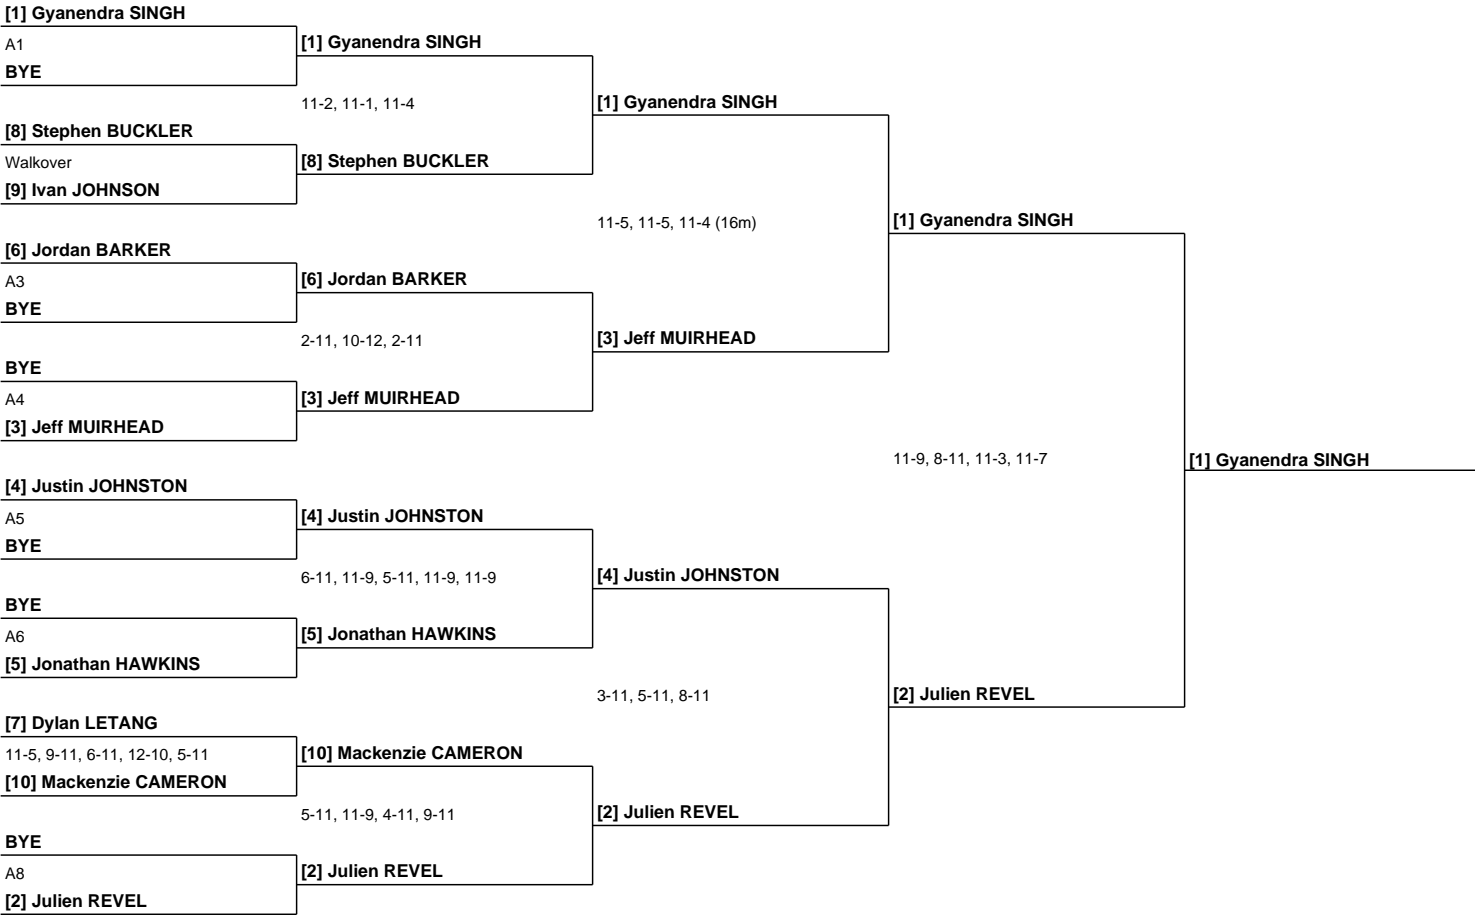 [1] Gyanendra SINGH
A1
BYE
[8] Stephen BUCKLER
Walkover
[9] Ivan JOHNSON
[6] Jordan BARKER
A3
BYE
BYE
A4
[3] Jeff MUIRHEAD
[4] Justin JOHNSTON
A5
BYE
BYE
A6
[5] Jonathan HAWKINS
[7] Dylan LETANG
11-5, 9-11, 6-11, 12-10, 5-11
[10] Mackenzie CAMERON
BYE
A8
[2] Julien REVEL
[1] Gyanendra SINGH
11-2, 11-1, 11-4
[8] Stephen BUCKLER
[6] Jordan BARKER
2-11, 10-12, 2-11
[3] Jeff MUIRHEAD
[4] Justin JOHNSTON
6-11, 11-9, 5-11, 11-9, 11-9
[5] Jonathan HAWKINS
[10] Mackenzie CAMERON
5-11, 11-9, 4-11, 9-11
[2] Julien REVEL
[1] Gyanendra SINGH
11-5, 11-5, 11-4 (16m)
[3] Jeff MUIRHEAD
[4] Justin JOHNSTON
3-11, 5-11, 8-11
[2] Julien REVEL
[1] Gyanendra SINGH
11-9, 8-11, 11-3, 11-7
[2] Julien REVEL
[1] Gyanendra SINGH